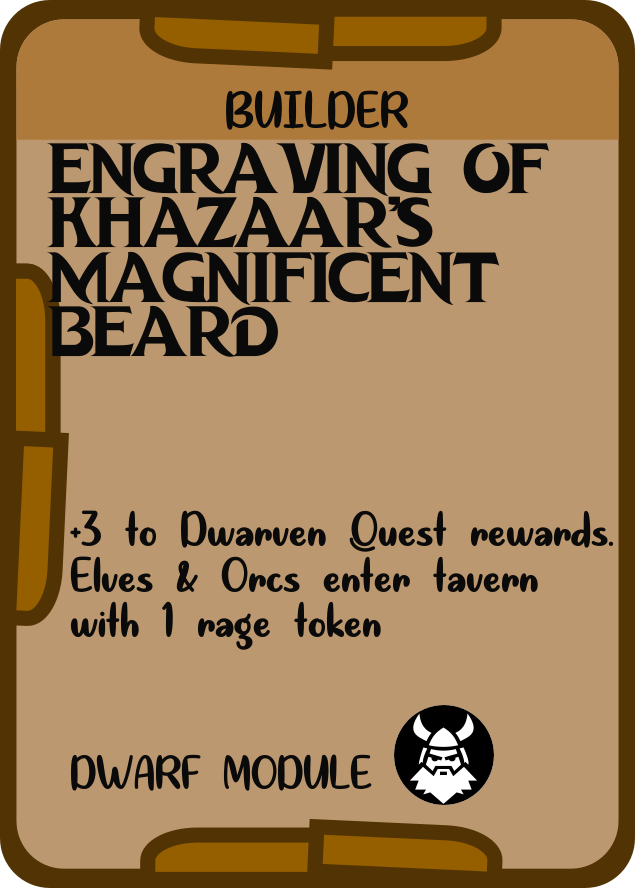 BUILDER
ENGRAVING OF
KHAZAAR'S
MAGNIFICENT
BEARD
+3 to Dwarven Quest rewards.
Elves & Orcs enter tavern
with 1 rage token
DWARF MODULE